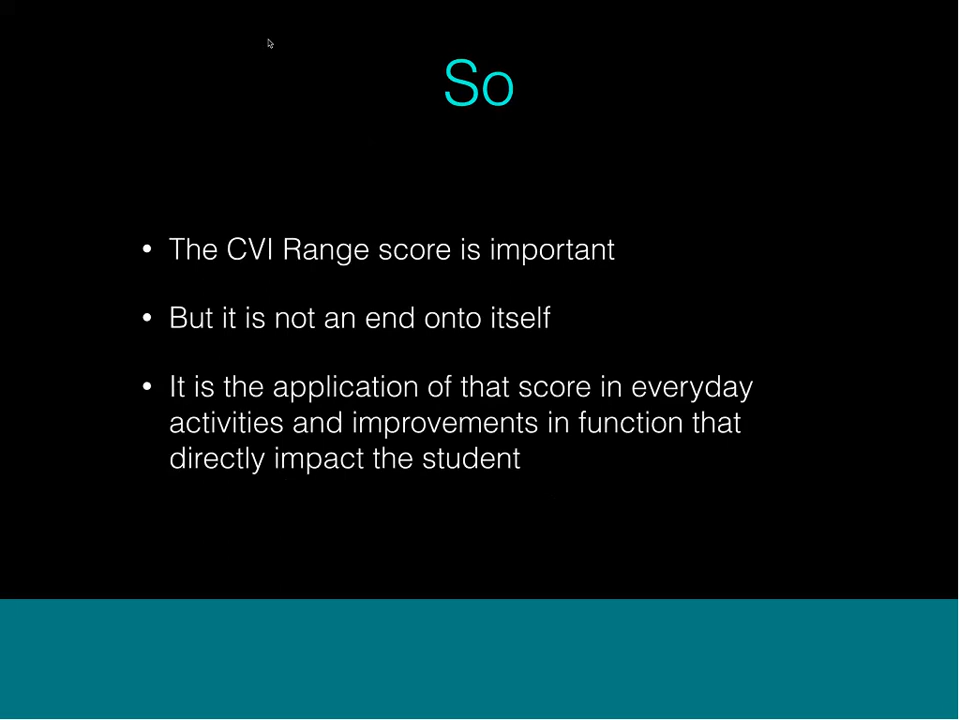 So
• The CVI Range score is important
• But it is not an end onto itself
• It is the application of that score in everyday
activities and improvements in function that
directly impact the student